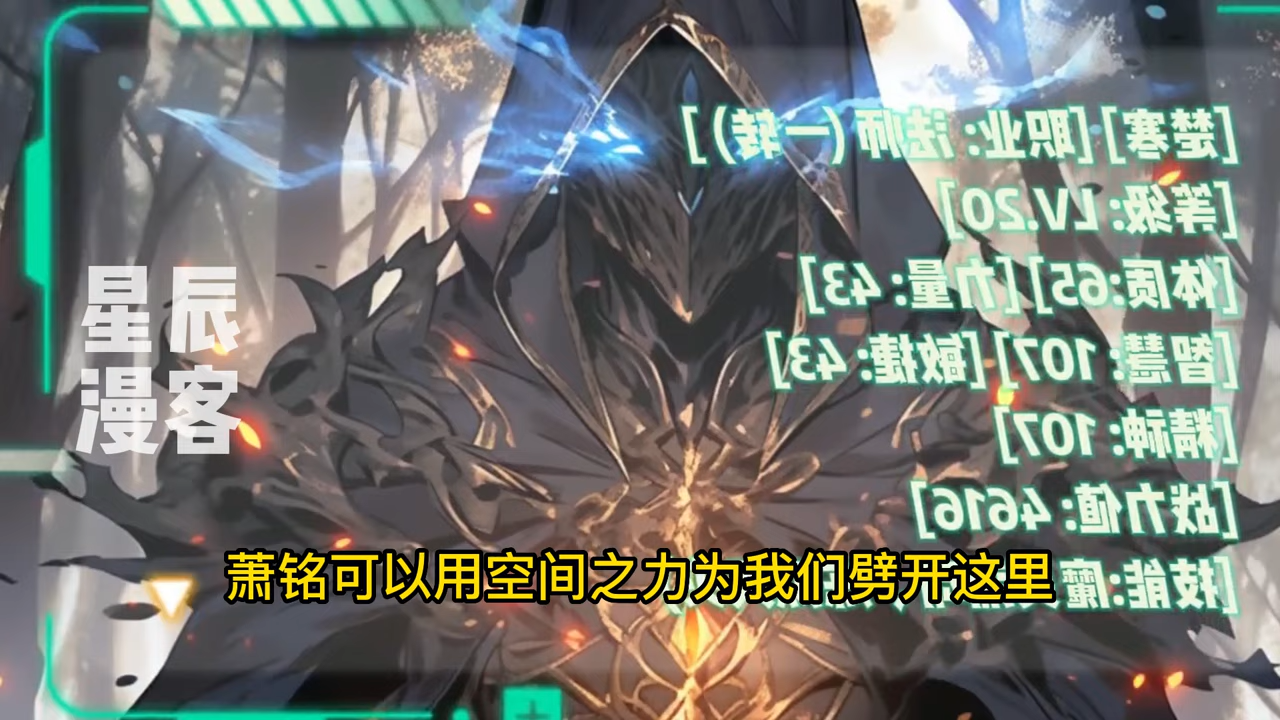 [楚寒] [职业: 法师 (一转) ]
[等级: LV.20]
[体质:65] [力量: 43]
[智慧: 107] [敏捷: 43]
[精神: 107]
[战力值: 4616]
[技能:魔
星辰
漫客
萧铭可以用空间之力为我们劈开这里